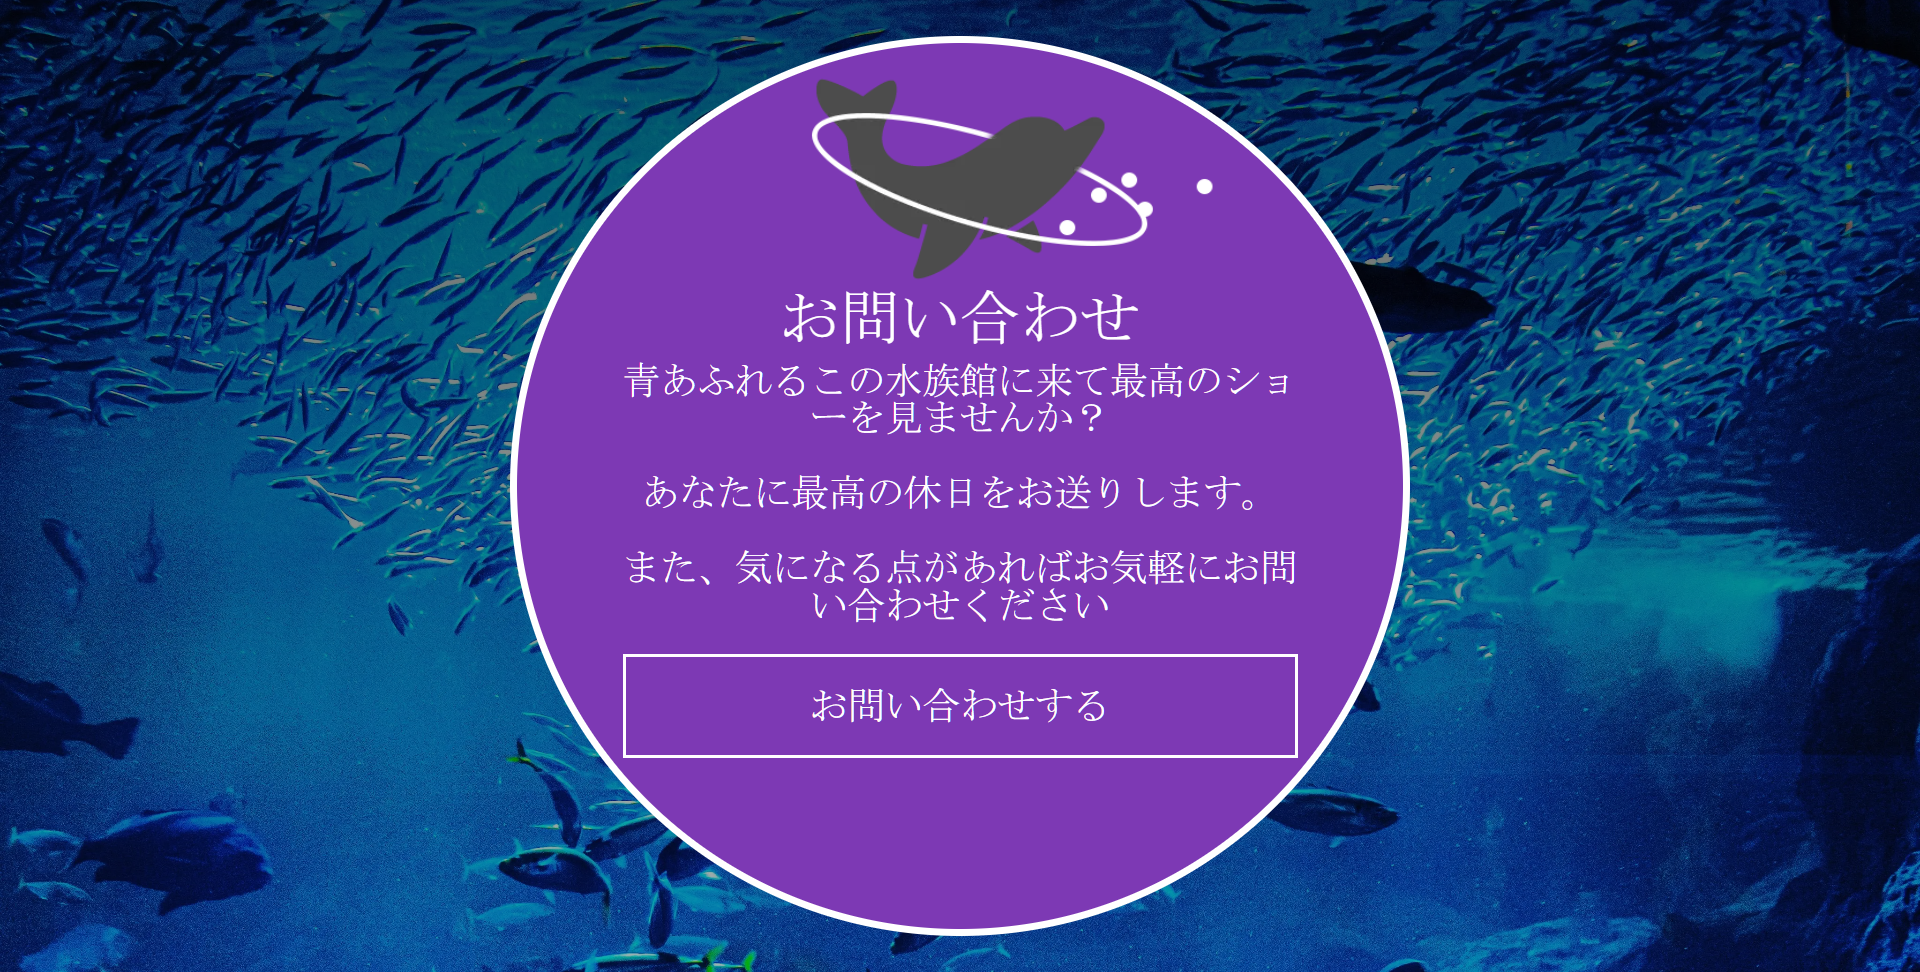 お問い合わせ
青あふれるこの水族館に来て最高のショ
ーを見ませんか？
あなたに最高の休日をお送りします。
また、気になる点があればお気軽にお問
い合わせください
お問い合わせする